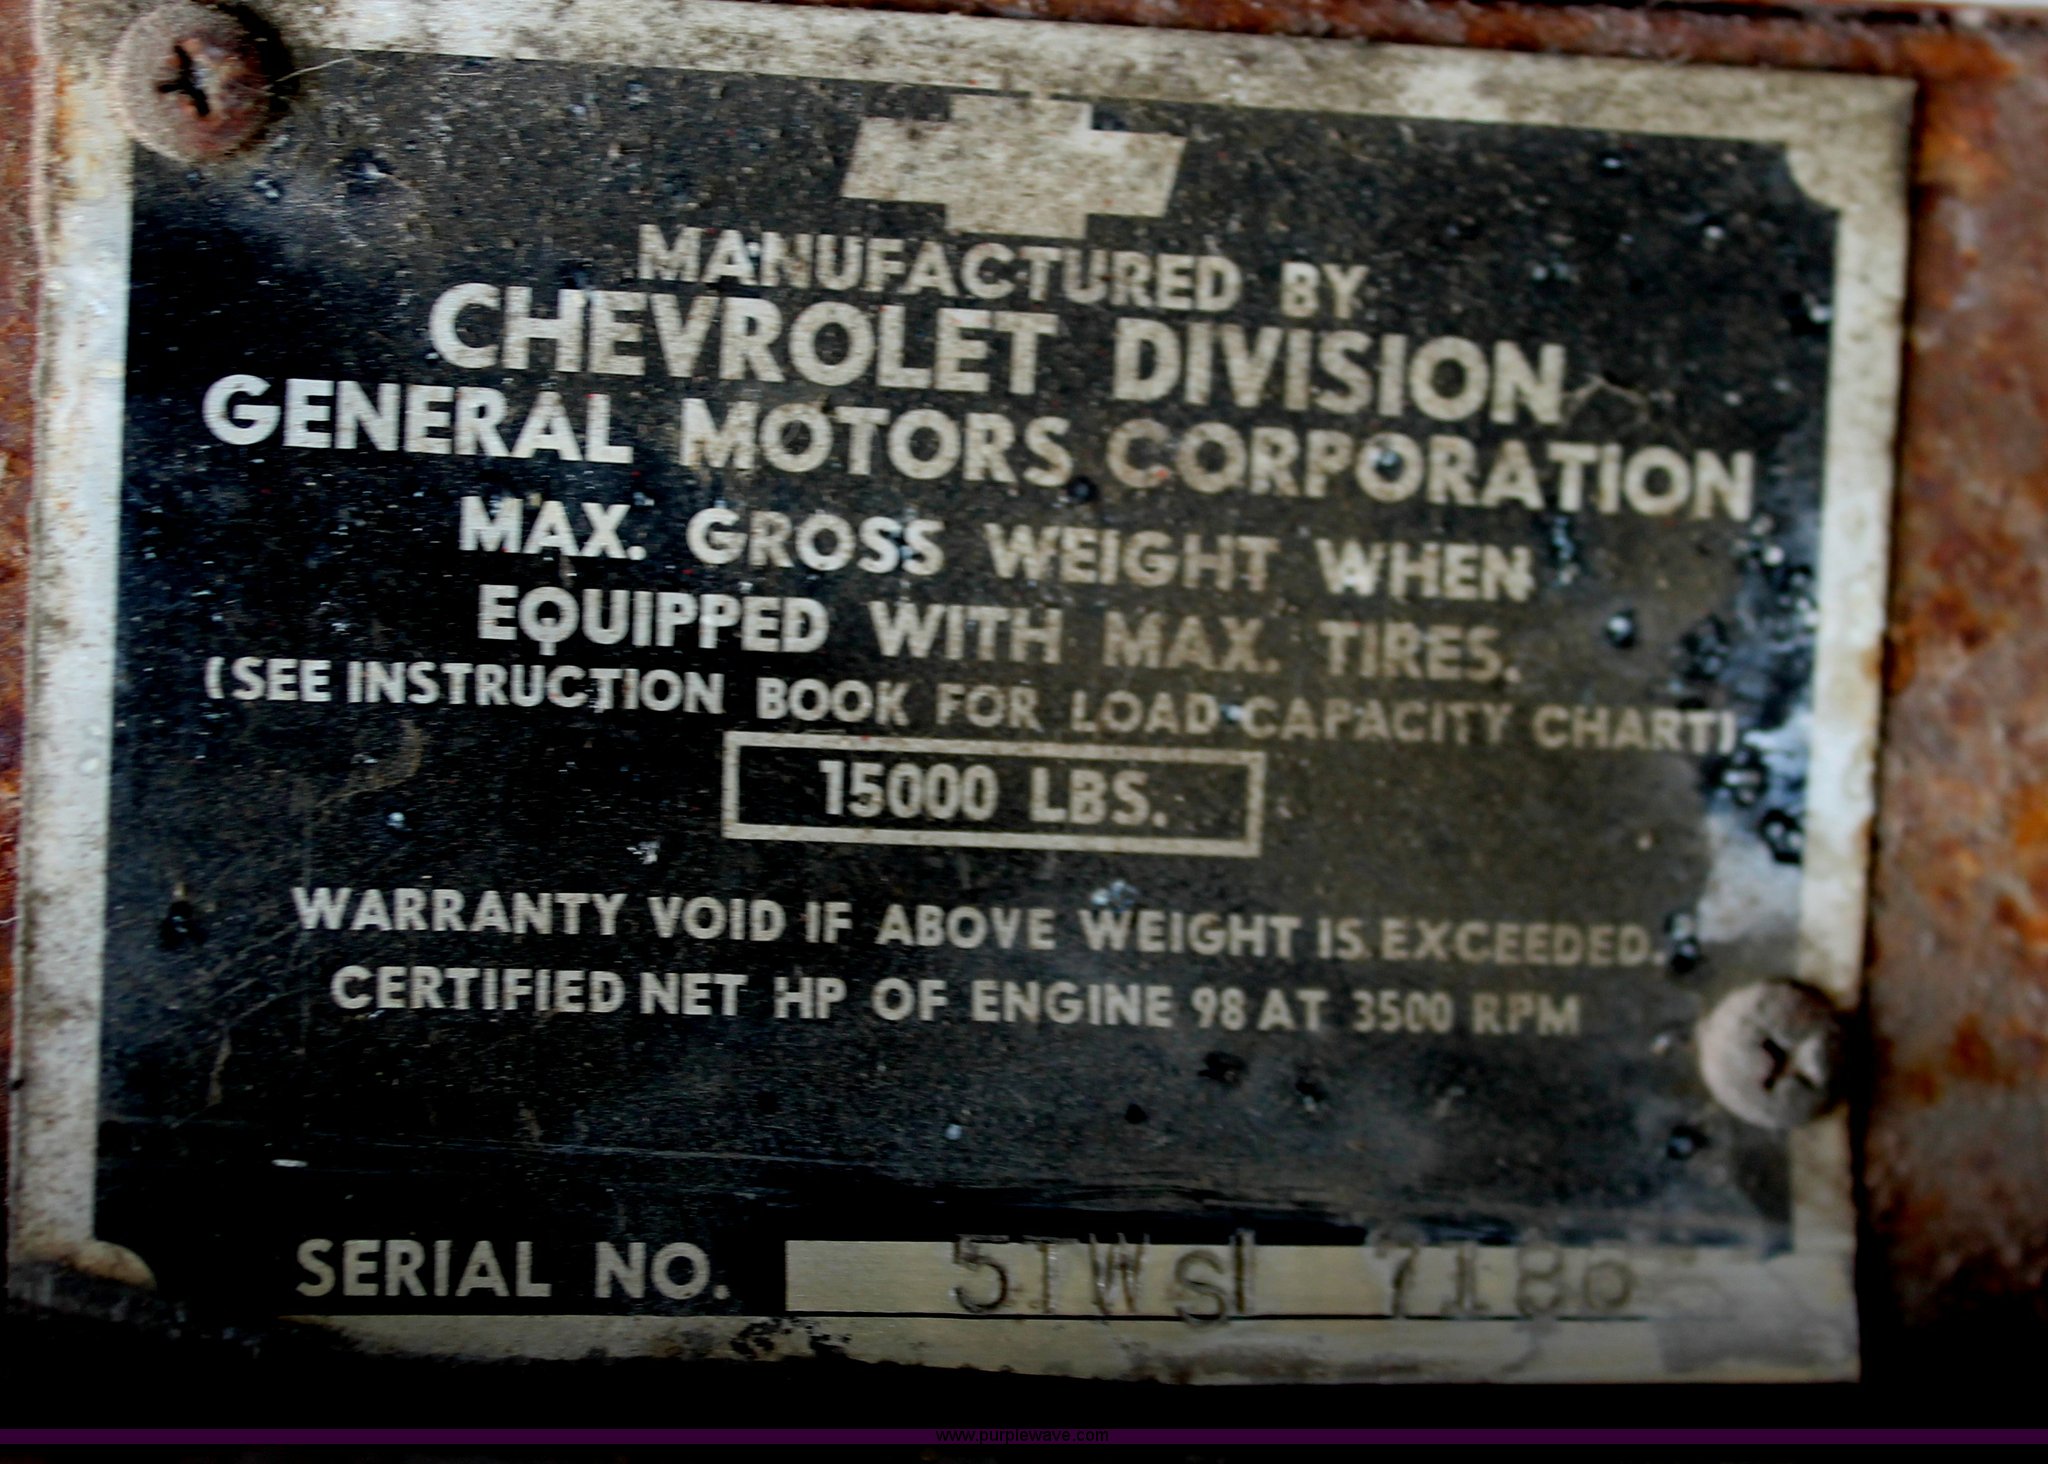 MANUFACTURED BY
CHEVROLET DIVISION
GENERAL MOTORS CORPORATION
MAX. GROSS WEIGHT WHEN
EQUIPPED WITH MAX. TIRES.
(SEE INSTRUCTION BOOK FOR LOAD CAPACITY CHART)
15000 LBS.
WARRANTY VOID IF ABOVE WEIGHT IS EXCEEDED.
CERTIFIED NET HP OF ENGINE 98 AT 3500 RPM
SERIAL NO.
www.purplewave.com